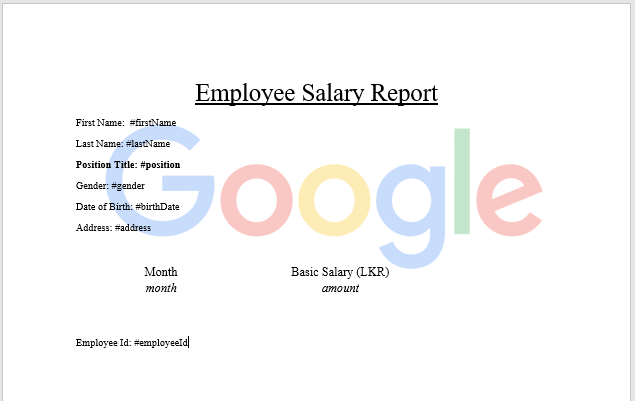 Employee Salary Report
First Name:  #firstName
Last Name: #lastName
Position Title: #position
Gender: #gender
Date of Birth: #birthDate
Address: #address
Google
Month Basic Salary (LKR)
month amount
Employee Id: #employeeId